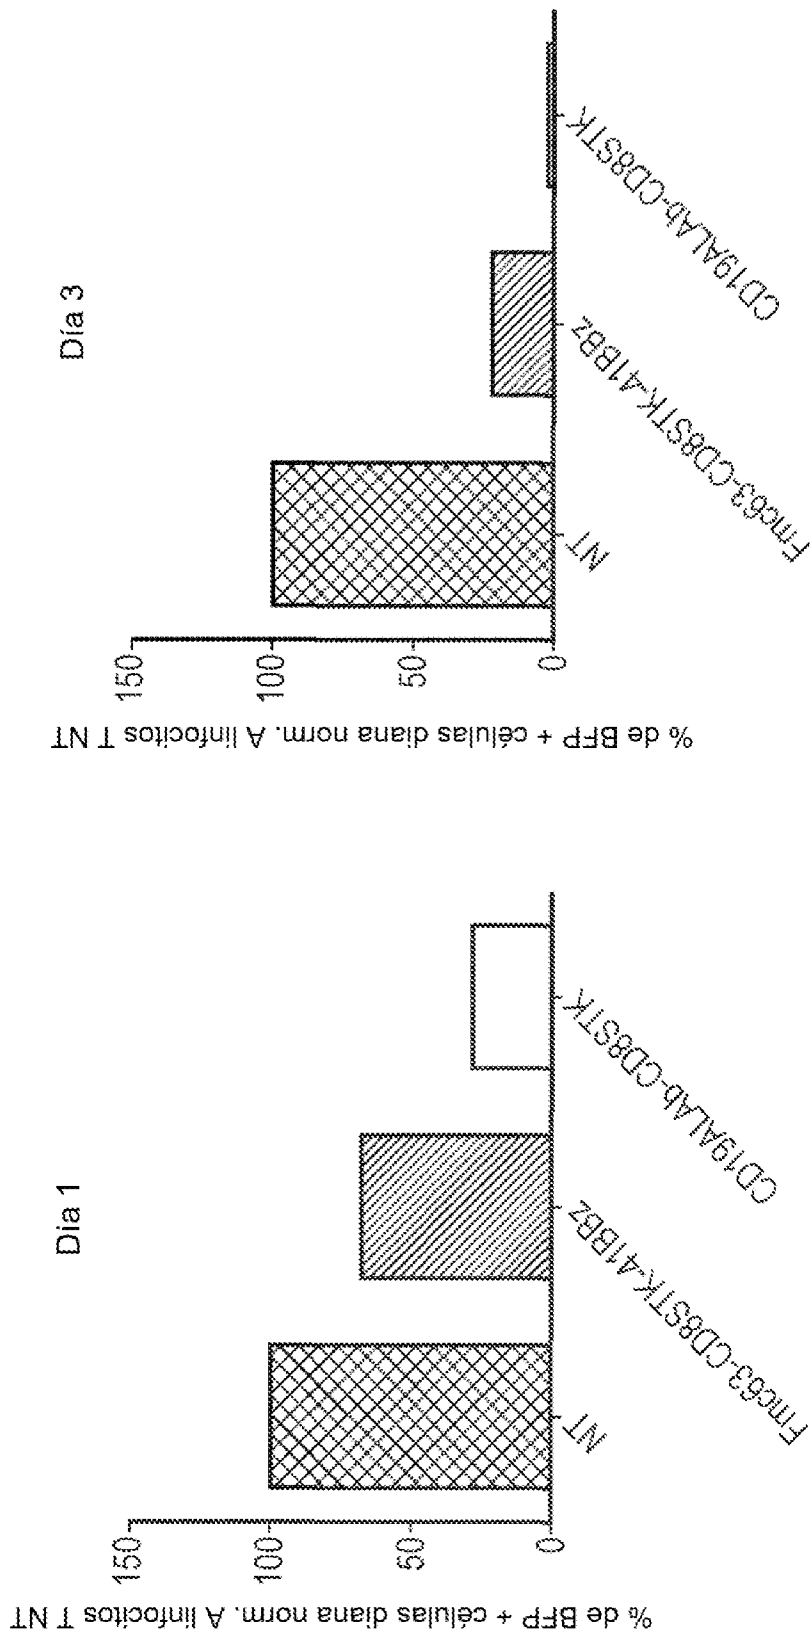 Día 1
% de BFP + células diana norm. A linfocitos T NT
150
100
50
0
NT
Fmc63-CD8STK-41BBz
CD19ALAb-CD8STK
Día 3
% de BFP + células diana norm. A linfocitos T NT
150
100
50
0
NT
Fmc63-CD8STK-41BBz
CD19ALAb-CD8STK